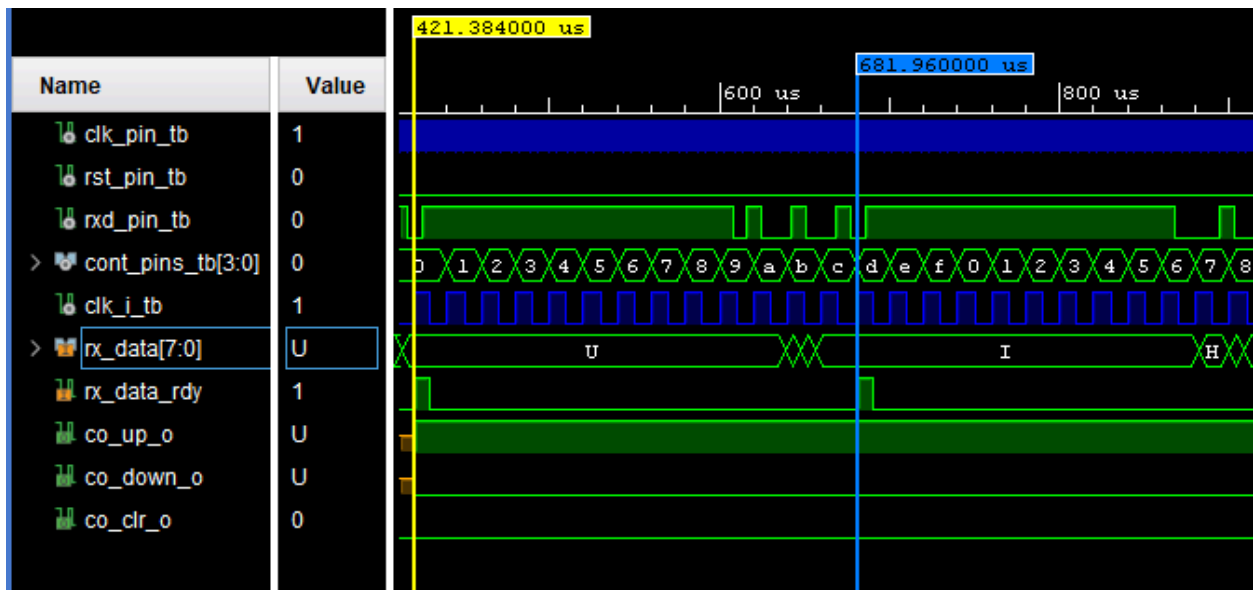 421.384000 us
681.960000 us
Name Value
600 us 800 us
clk_pin_tb 1
rst_pin_tb 0
rxd_pin_tb 0
> cont_pins_tb[3:0] 0 0 1 2 3 4 5 6 7 8 9 a b c d e f 0 1 2 3 4 5 6 7 8
clk_i_tb 1
> rx_data[7:0] U U I H
rx_data_rdy 1
co_up_o U
co_down_o U
co_clr_o 0